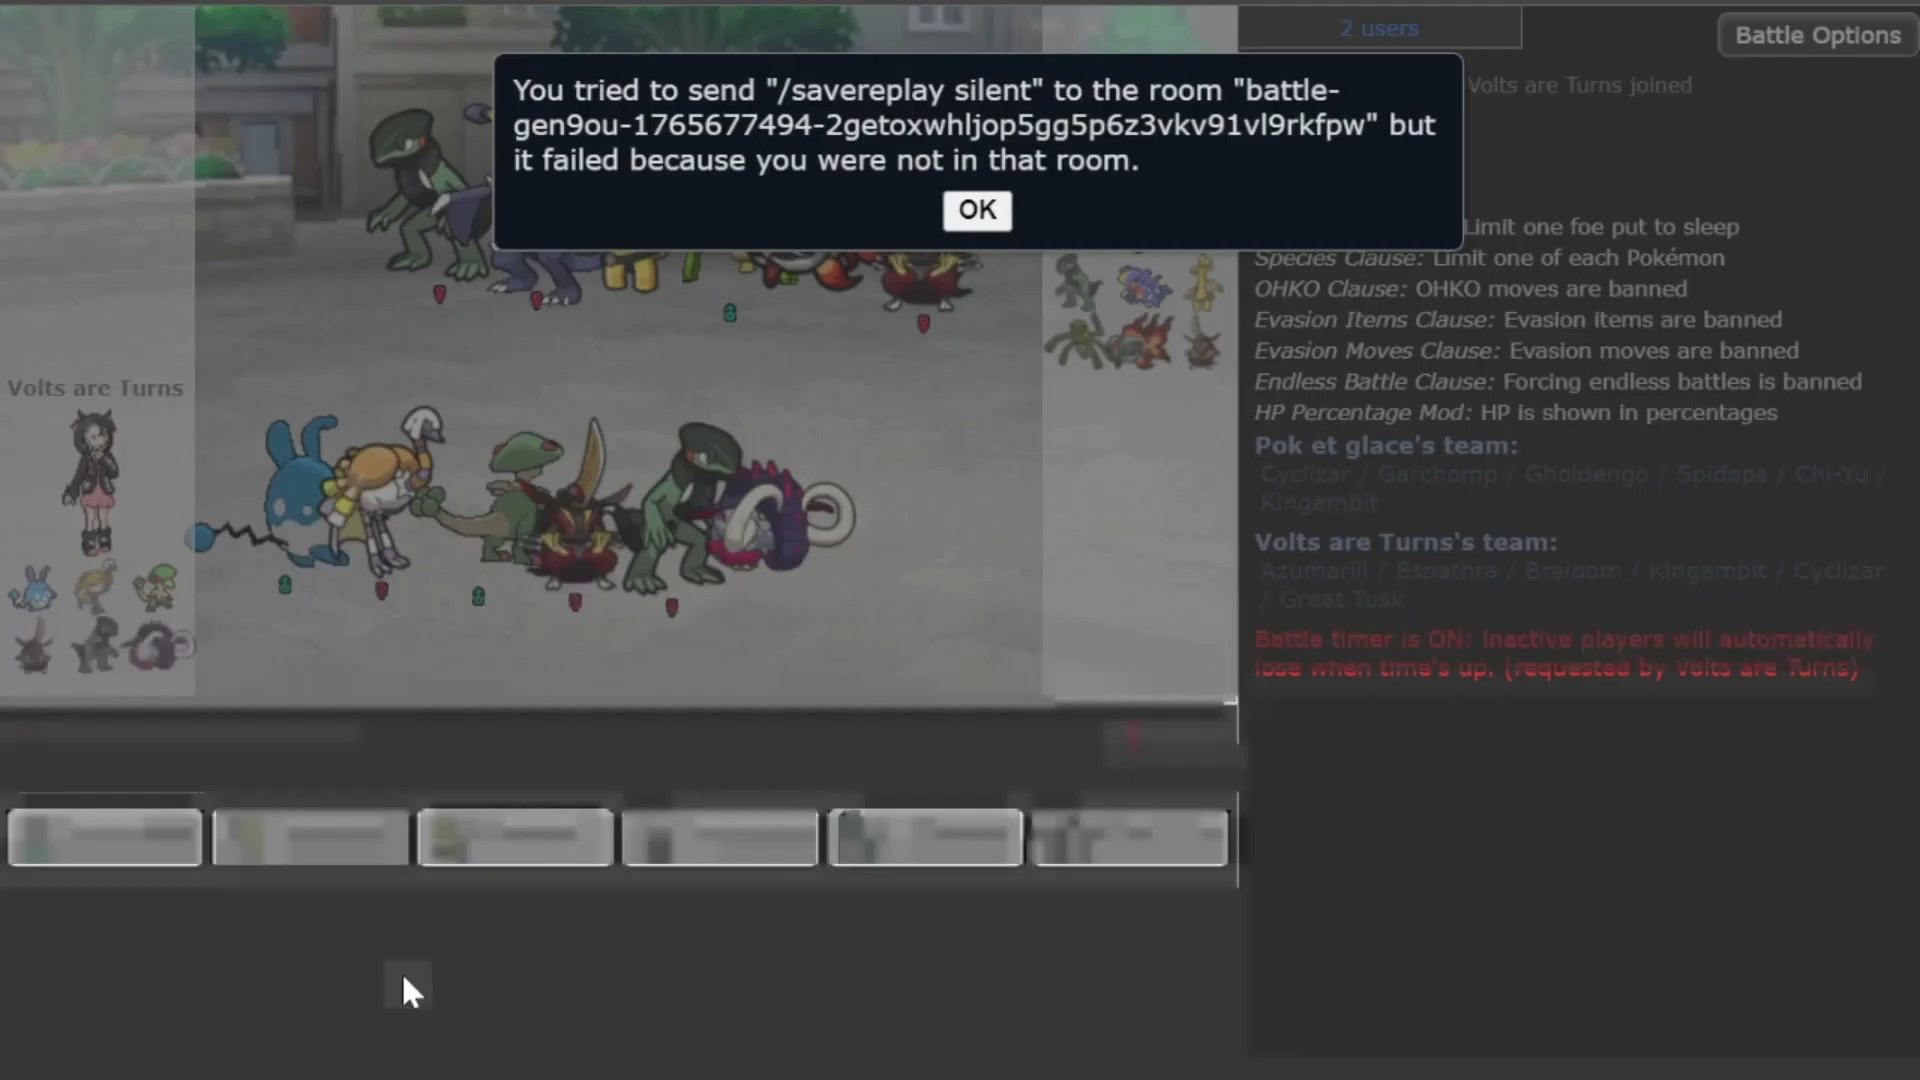 2 users
Battle Options
You tried to send "/savereplay silent" to the room "battle-
gen9ou-1765677494-2getoxwhljop5gg5p6z3vkv91vl9rkfpw" but
it failed because you were not in that room.
OK
Volts are Turns joined
Limit one foe put to sleep
Species Clause: Limit one of each Pokémon
OHKO Clause: OHKO moves are banned
Evasion Items Clause: Evasion items are banned
Evasion Moves Clause: Evasion moves are banned
Endless Battle Clause: Forcing endless battles is banned
HP Percentage Mod: HP is shown in percentages
Pok et glace's team:
Cyclizar / Garchomp / Gholdengo / Spidops / Chi-Yu /
Kingambit
Volts are Turns's team:
Azumarill / Espathra / Breloom / Kingambit / Cyclizar
/ Great Tusk
Battle timer is ON: Inactive players will automatically
lose when time's up. (requested by Volts are Turns)
Volts are Turns